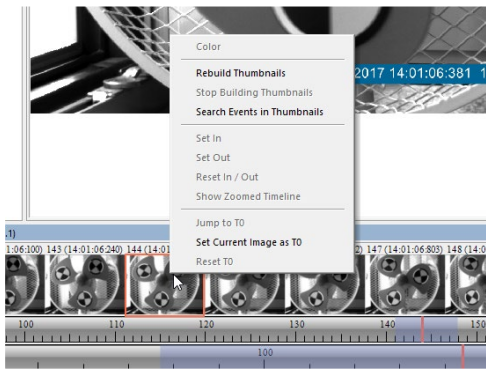 Color
Rebuild Thumbnails
2017 14:01:06:381 1
Stop Building Thumbnails
Search Events in Thumbnails
Set In
Set Out
Reset In / Out
Show Zoomed Timeline
Jump to T0
.1)
Set Current Image as T0
1:06:100) 143 (14:01:06:240) 144 (14:01 2) 147 (14:01:06:803) 148 (14:0
Reset T0
100 110 120 130 140 150
100